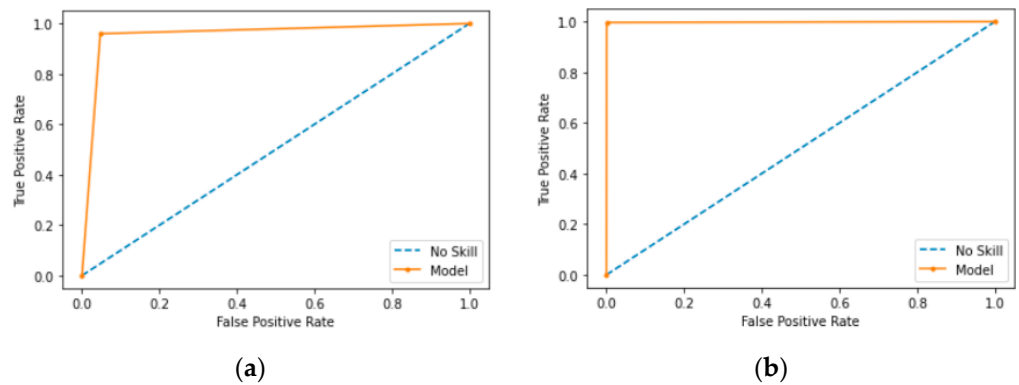 1.0
0.8
0.6
0.4
0.2
0.0
True Positive Rate
No Skill
Model
0.0 0.2 0.4 0.6 0.8 1.0
False Positive Rate
(a)
1.0
0.8
0.6
0.4
0.2
0.0
True Positive Rate
No Skill
Model
0.0 0.2 0.4 0.6 0.8 1.0
False Positive Rate
(b)